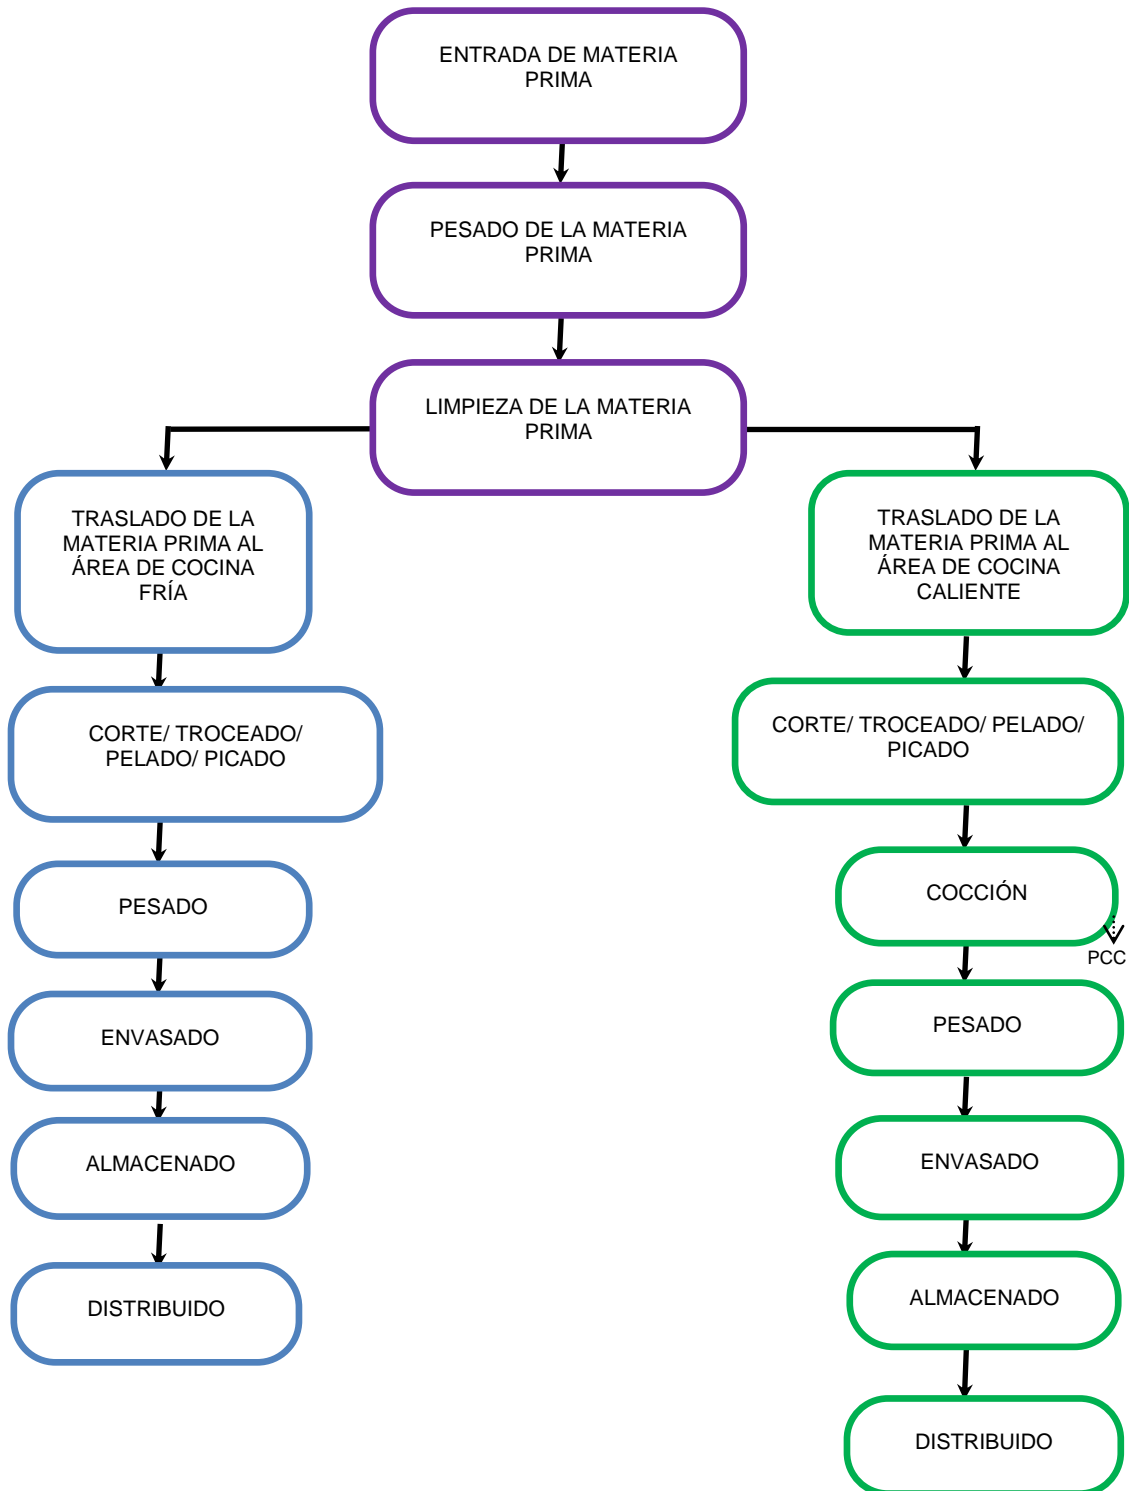 ENTRADA DE MATERIA
PRIMA
PESADO DE LA MATERIA
PRIMA
LIMPIEZA DE LA MATERIA
PRIMA
TRASLADO DE LA
MATERIA PRIMA AL
ÁREA DE COCINA
FRÍA
CORTE/ TROCEADO/
PELADO/ PICADO
PESADO
ENVASADO
ALMACENADO
DISTRIBUIDO
TRASLADO DE LA
MATERIA PRIMA AL
ÁREA DE COCINA
CALIENTE
CORTE/ TROCEADO/ PELADO/
PICADO
COCCIÓN
PCC
PESADO
ENVASADO
ALMACENADO
DISTRIBUIDO